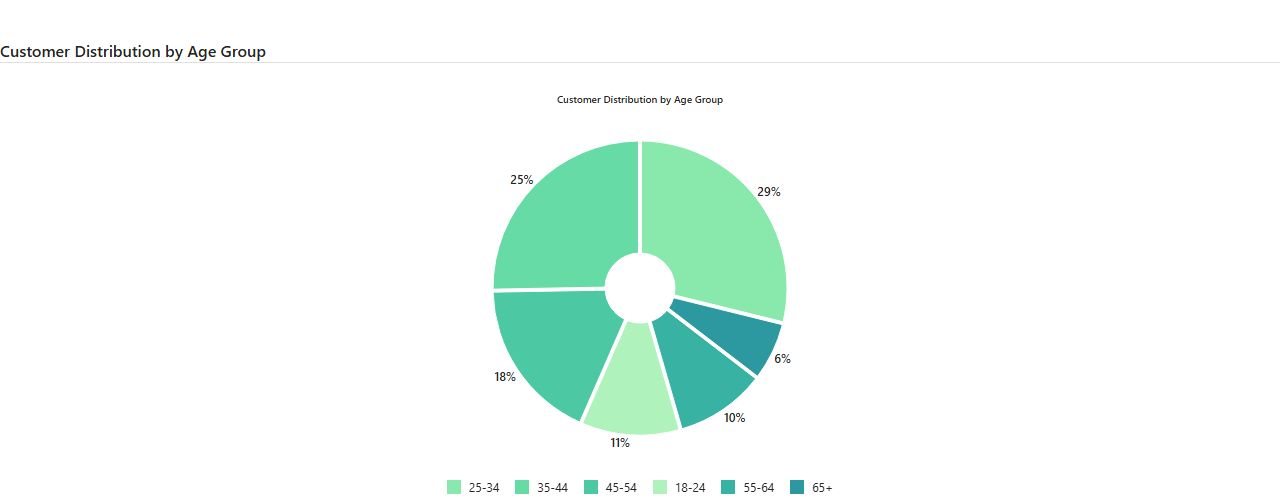 Customer Distribution by Age Group
Customer Distribution by Age Group
25%
29%
18%
6%
11%
10%
25-34 35-44 45-54 18-24 55-64 65+